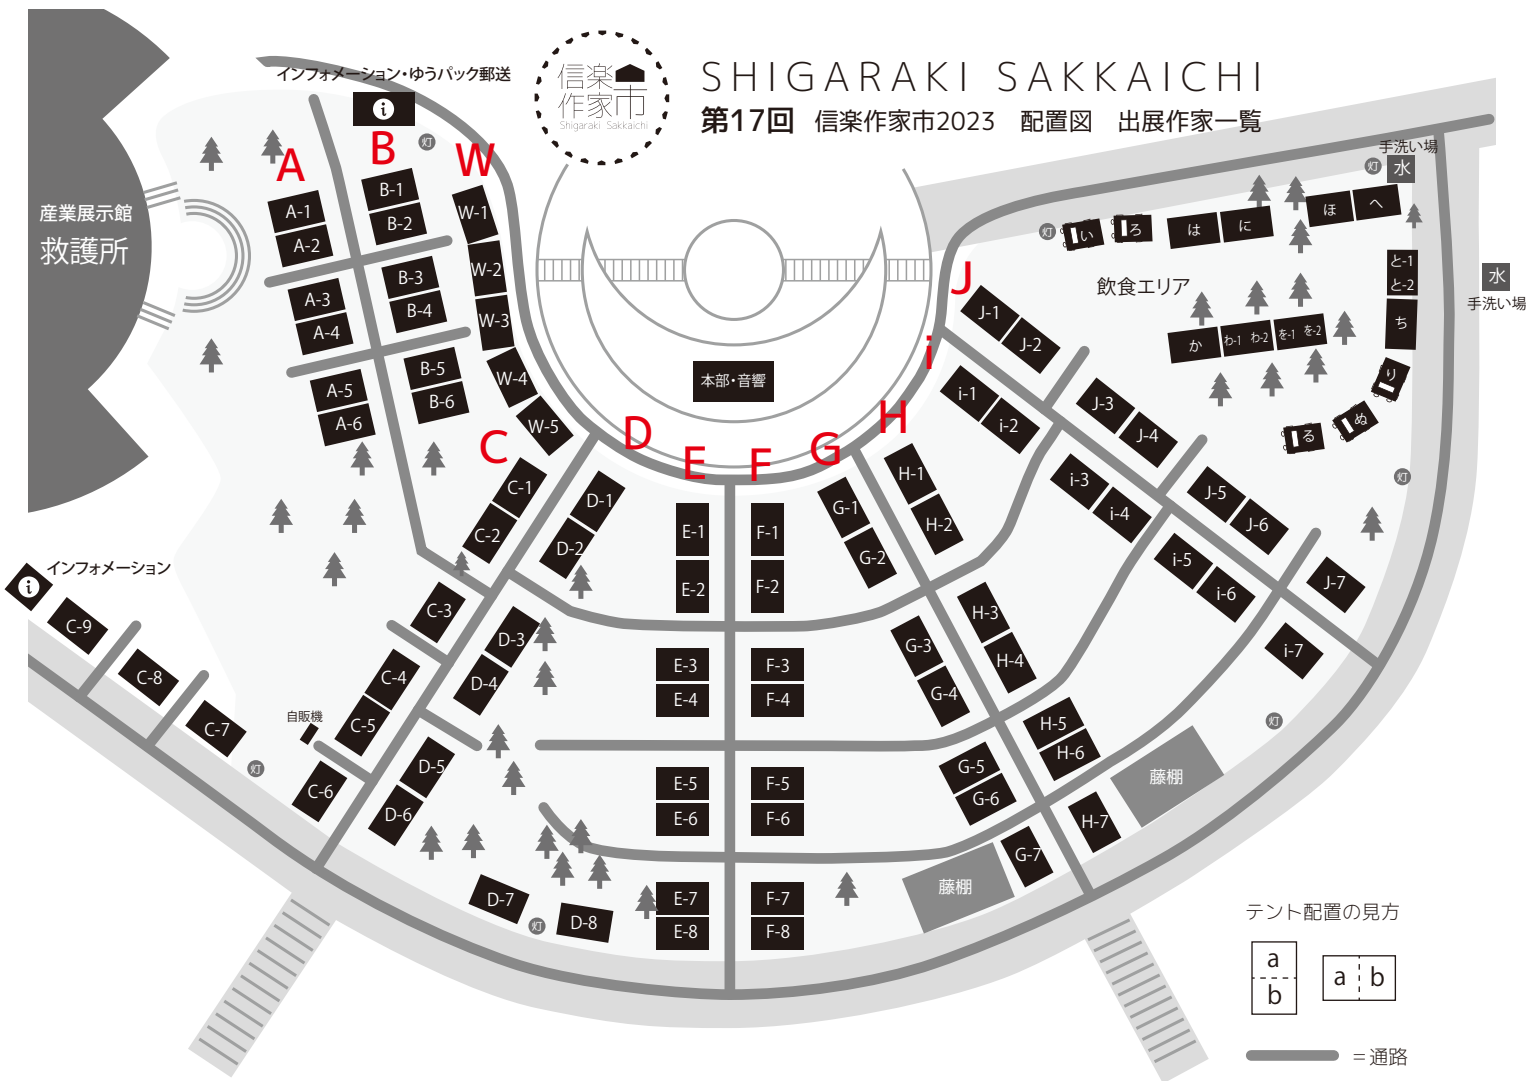 SHIGARAKI SAKKAICHI
第17回 信楽作家市2023 配置図 出展作家一覧
信楽
作家市
Shigaraki Sakkaichi
インフォメーション・ゆうパック郵送
i
灯
産業展示館
救護所
A
B
W
A-1
A-2
A-3
A-4
A-5
A-6
B-1
B-2
B-3
B-4
B-5
B-6
W-1
W-2
W-3
W-4
W-5
本部・音響
C
D
E
F
G
H
i
J
C-1
C-2
C-3
C-4
C-5
C-6
C-7
C-8
C-9
インフォメーション
i
自販機
灯
D-1
D-2
D-3
D-4
D-5
D-6
D-7
灯
D-8
E-1
E-2
E-3
E-4
E-5
E-6
E-7
E-8
F-1
F-2
F-3
F-4
F-5
F-6
F-7
F-8
G-1
G-2
G-3
G-4
G-5
G-6
G-7
藤棚
H-1
H-2
H-3
H-4
H-5
H-6
H-7
藤棚
灯
i-1
i-2
i-3
i-4
i-5
i-6
i-7
J-1
J-2
J-3
J-4
J-5
J-6
J-7
灯
手洗い場
灯
水
灯
い
ろ
は
に
ほ
へ
と-1
と-2
ち
り
ぬ
る
か
わ-1 わ-2
を-1 を-2
飲食エリア
水
手洗い場
テント配置の見方
a
b
a b
=通路